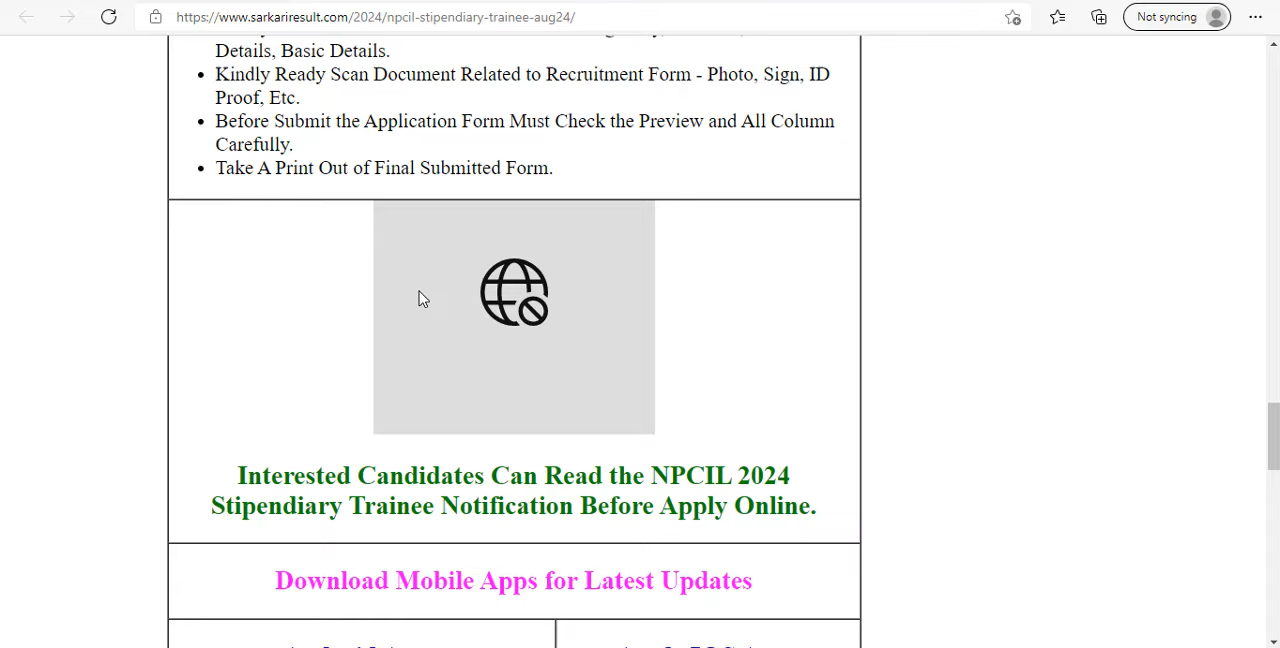 https://www.sarkariresult.com/2024/npcil-stipendiary-trainee-aug24/
Not syncing
Details, Basic Details.
Kindly Ready Scan Document Related to Recruitment Form - Photo, Sign, ID
Proof, Etc.
Before Submit the Application Form Must Check the Preview and All Column
Carefully.
Take A Print Out of Final Submitted Form.
Interested Candidates Can Read the NPCIL 2024
Stipendiary Trainee Notification Before Apply Online.
Download Mobile Apps for Latest Updates